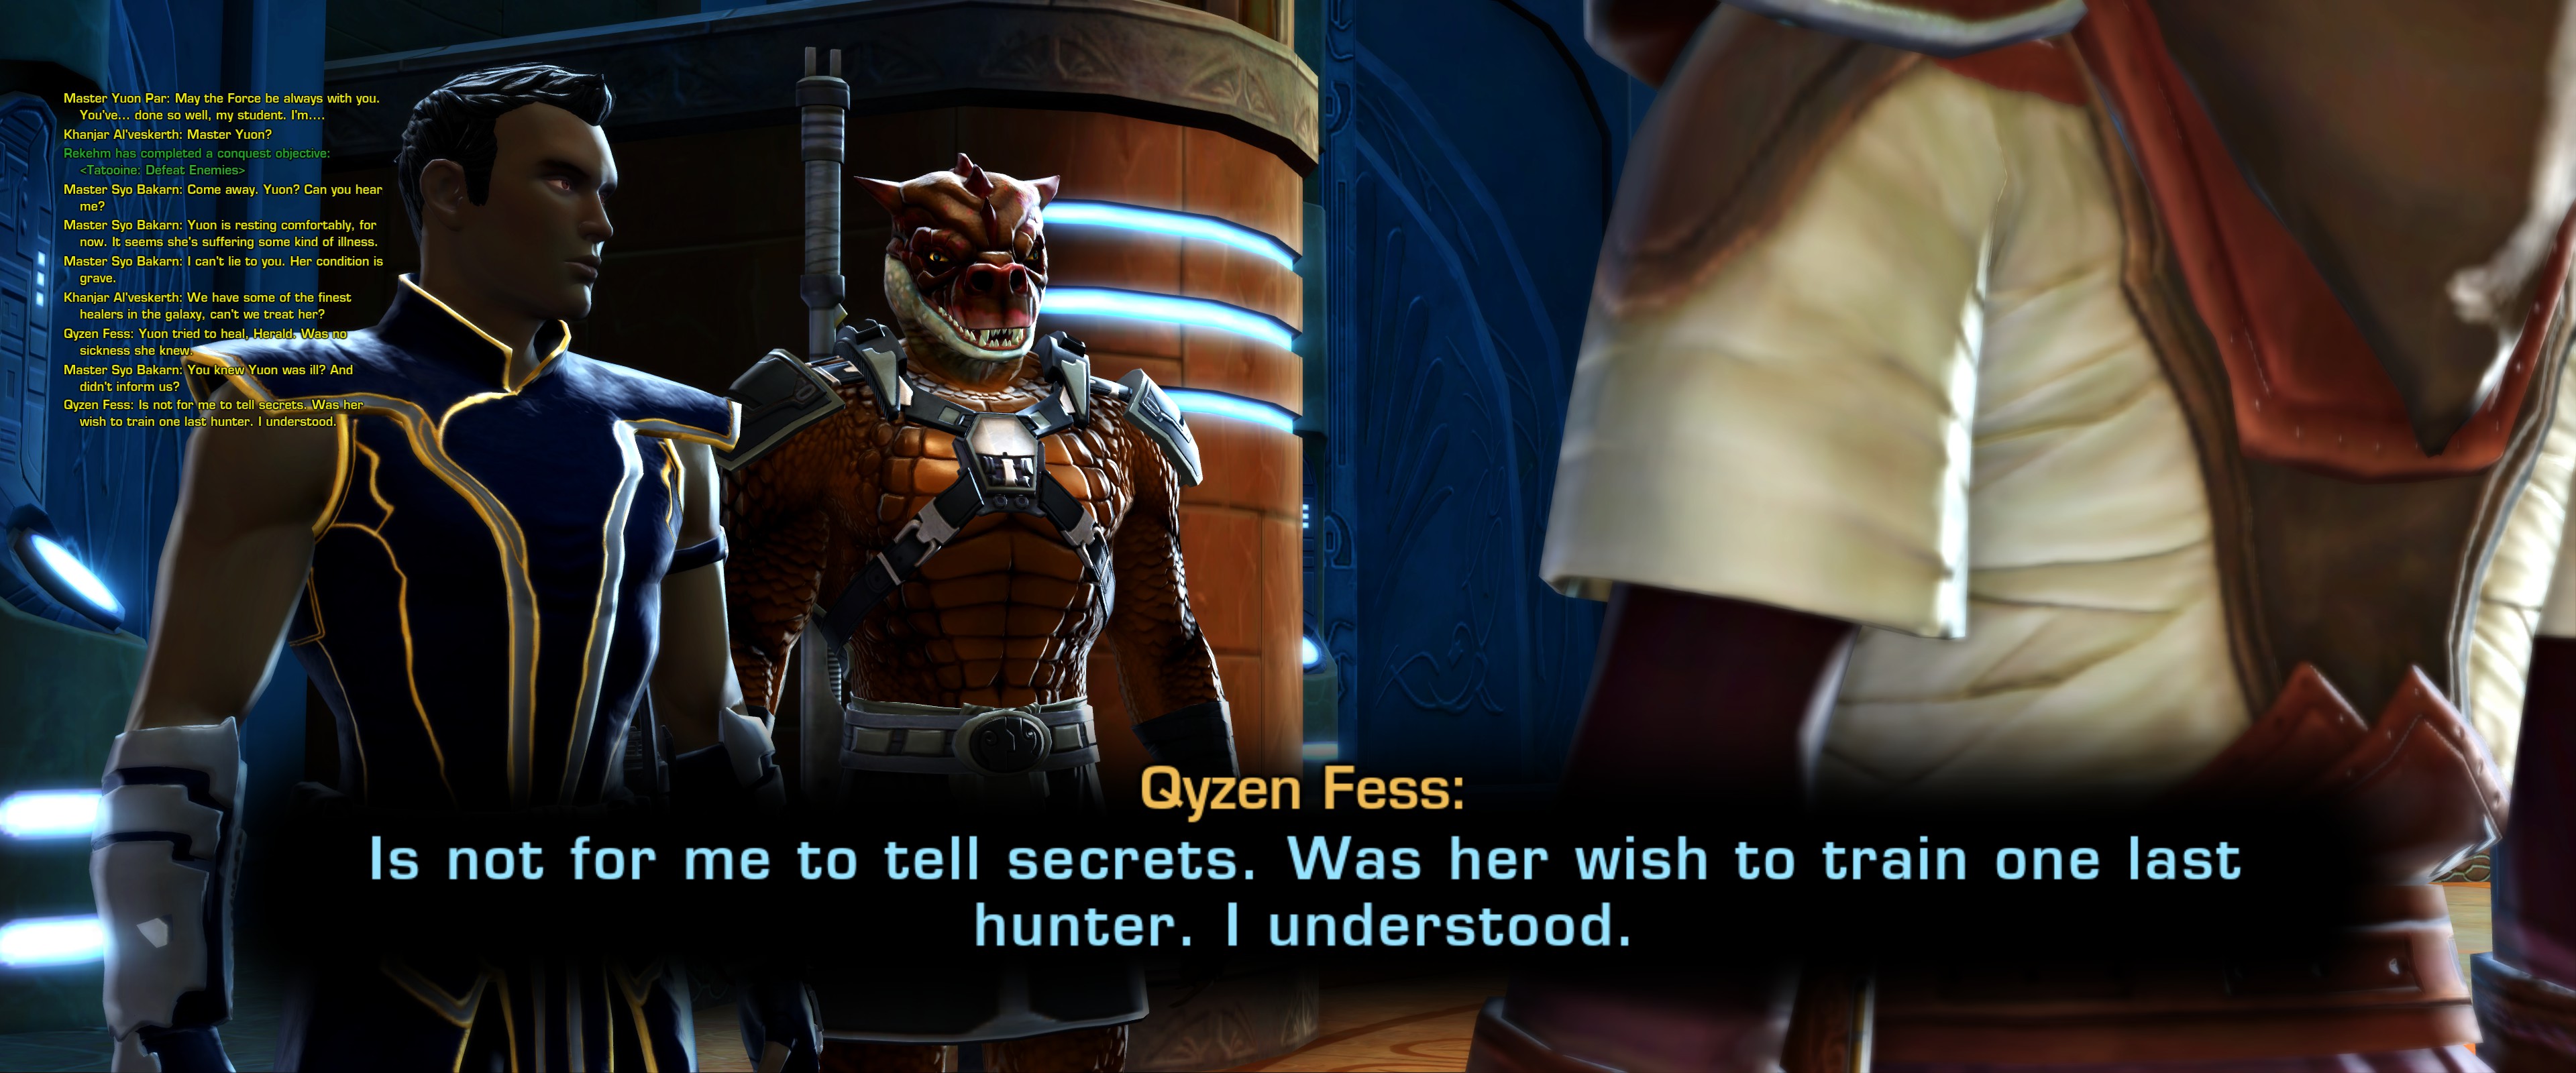 Master Yuon Par: May the Force be always with you.
You've... done so well, my student. I'm....
Khanjar Al'veskerth: Master Yuon?
Rekehm has completed a conquest objective:
<Tatooine: Defeat Enemies>
Master Syo Bakarn: Come away. Yuon? Can you hear
me?
Master Syo Bakarn: Yuon is resting comfortably, for
now. It seems she's suffering some kind of illness.
Master Syo Bakarn: I can't lie to you. Her condition is
grave.
Khanjar Al'veskerth: We have some of the finest
healers in the galaxy, can't we treat her?
Qyzen Fess: Yuon tried to heal, Herald. Was no
sickness she knew.
Master Syo Bakarn: You knew Yuon was ill? And
didn't inform us?
Qyzen Fess: Is not for me to tell secrets. Was her
wish to train one last hunter. I understood.
Qyzen Fess:
Is not for me to tell secrets. Was her wish to train one last
hunter. I understood.